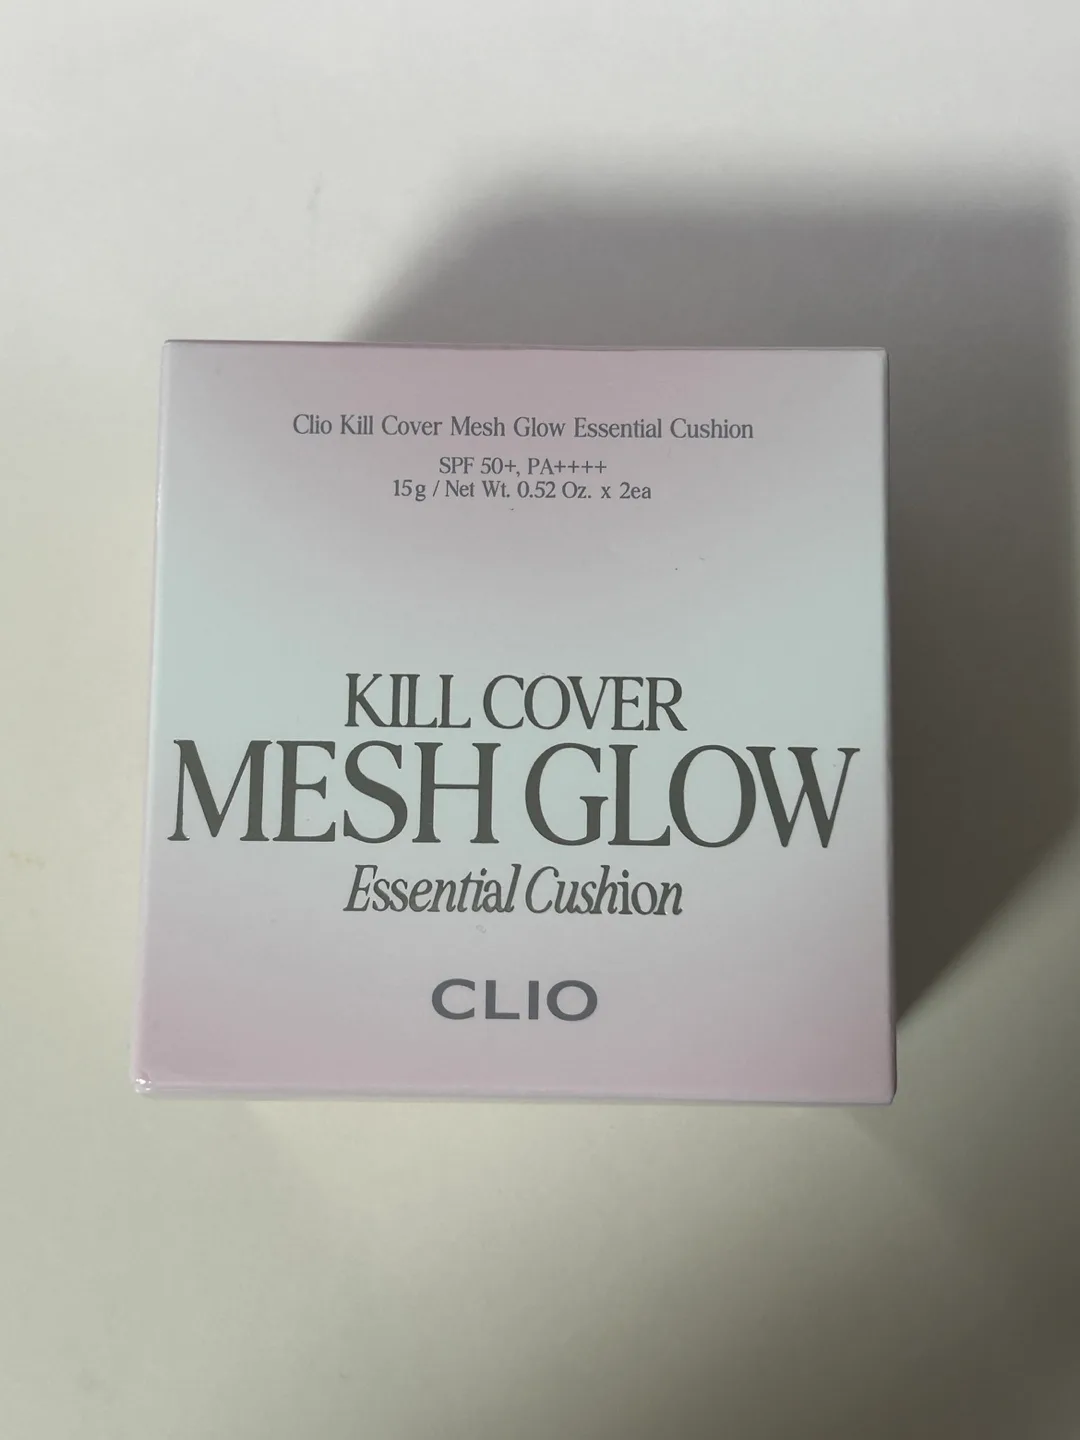 Clio Kill Cover Mesh Glow Essential Cushion
SPF 50+, PA++++
15g / Net Wt. 0.52 Oz. x 2ea
KILL COVER
MESH GLOW
Essential Cushion
CLIO